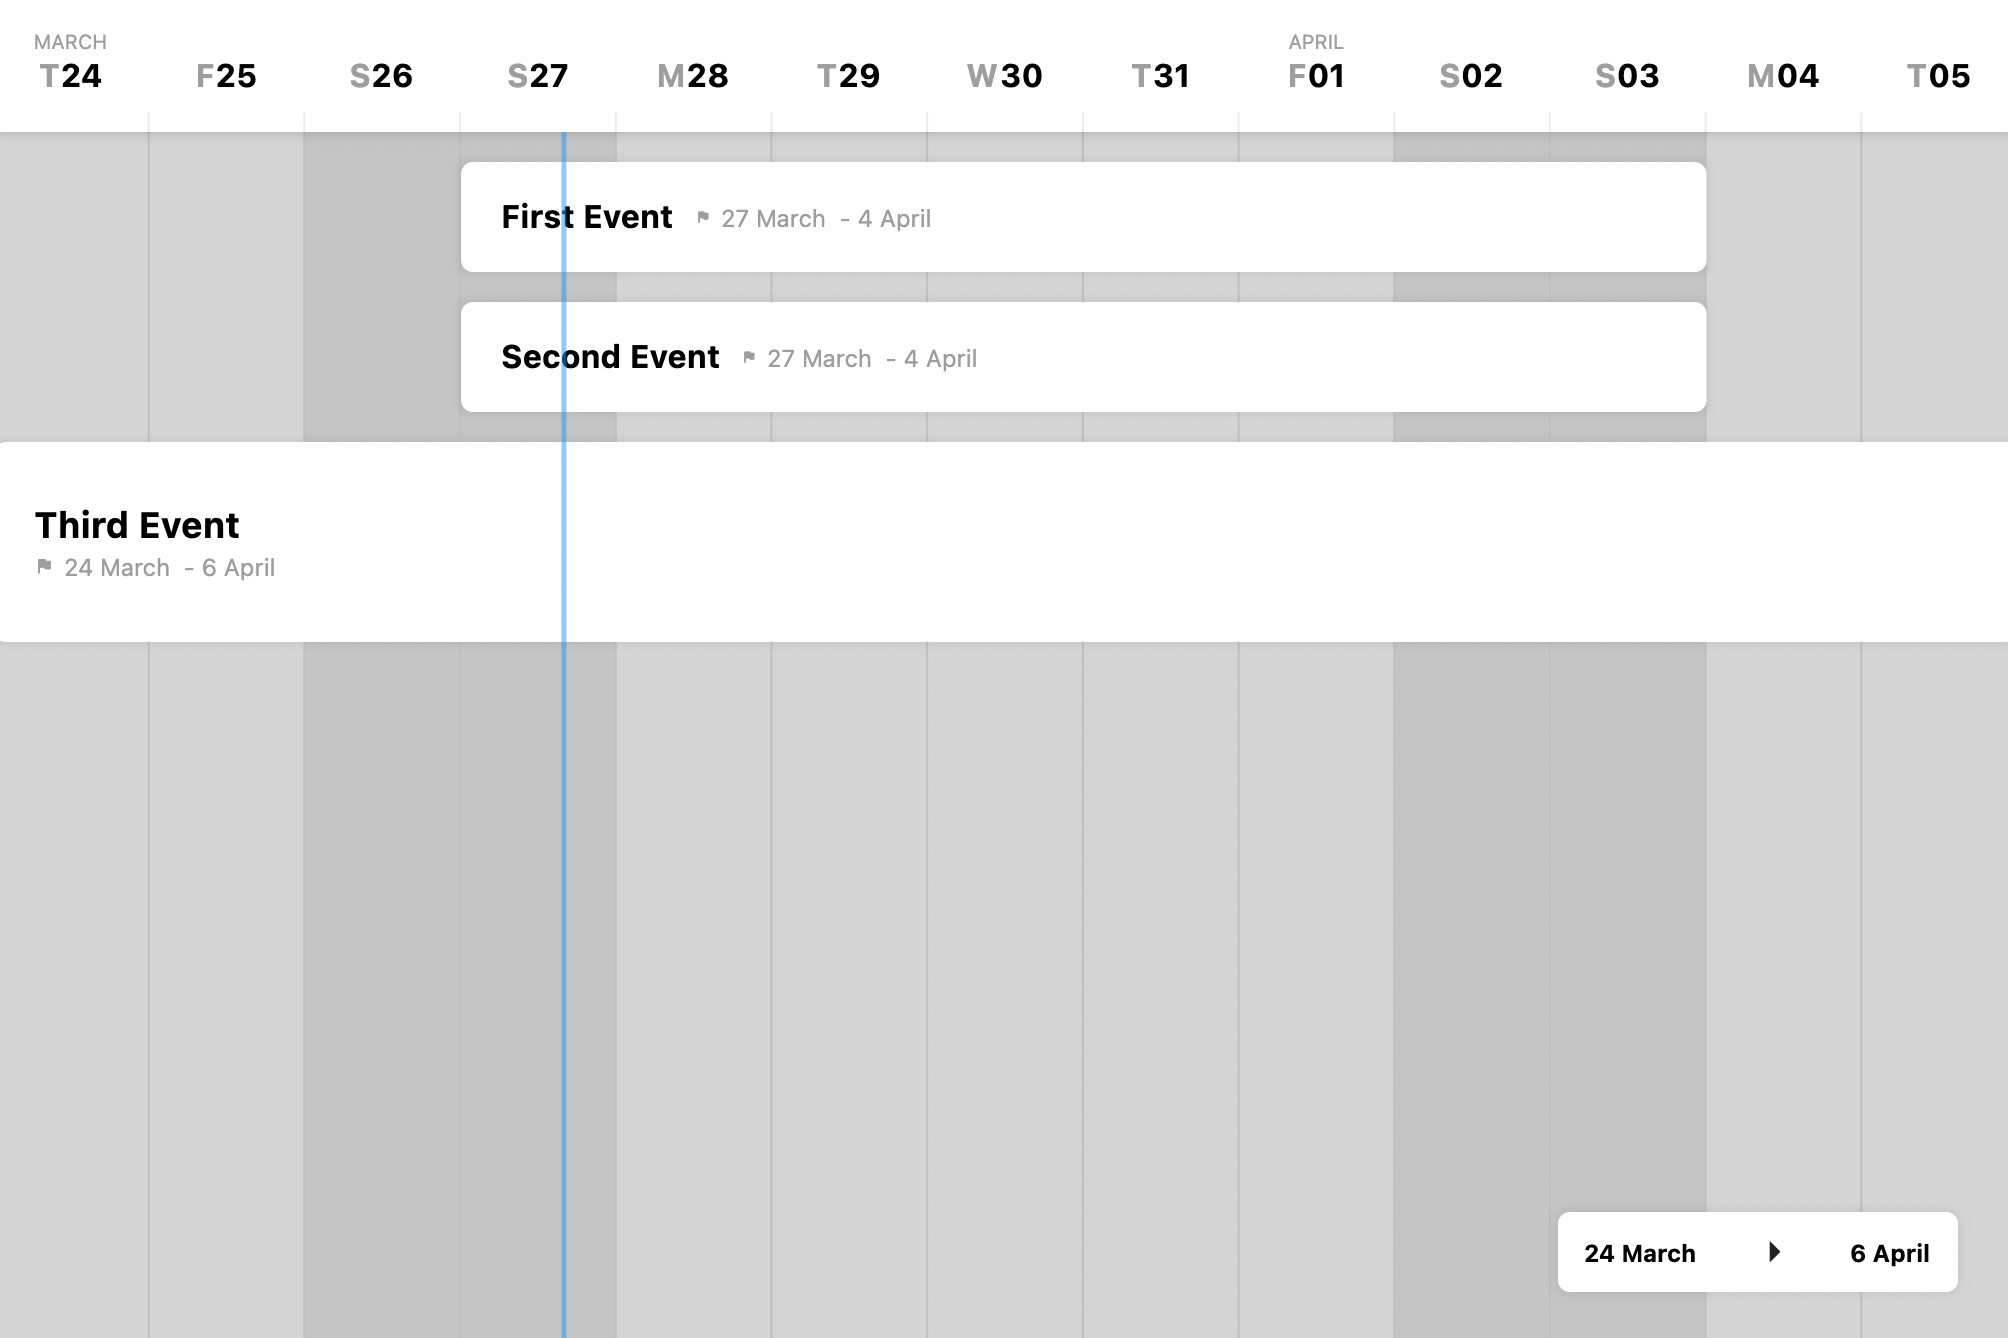 MARCH APRIL
T24 F25 S26 S27 M28 T29 W30 T31 F01 S02 S03 M04 T05
First Event 27 March - 4 April
Second Event 27 March - 4 April
Third Event
24 March - 6 April
24 March 6 April